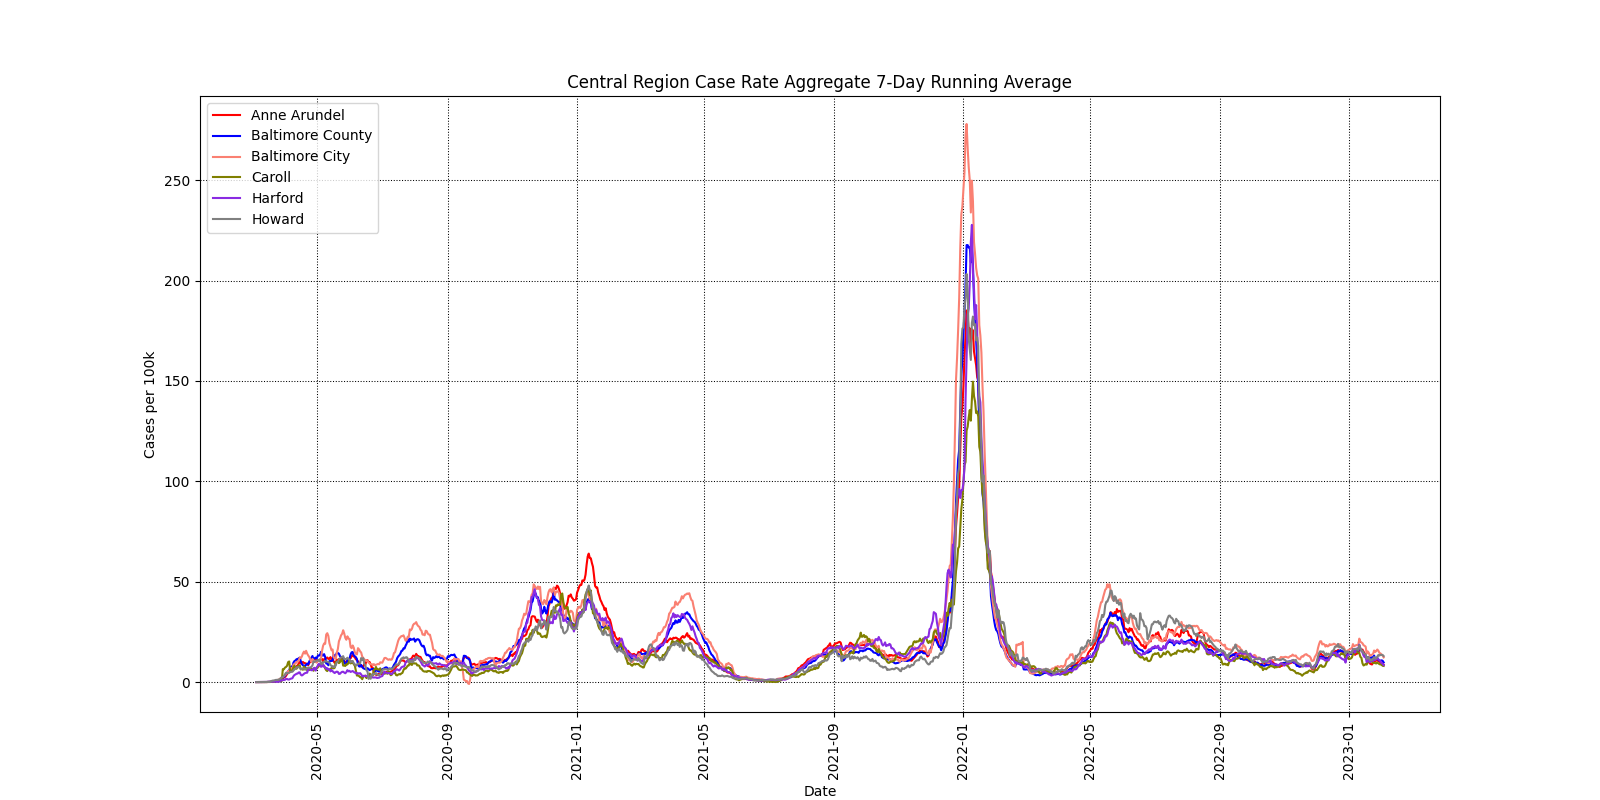 Central Region Case Rate Aggregate 7-Day Running Average
Anne Arundel
Baltimore County
Baltimore City
Caroll
Harford
Howard
250
200
150
100
50
0
Cases per 100k
2020-05
2020-09
2021-01
2021-05
2021-09
2022-01
2022-05
2022-09
2023-01
Date